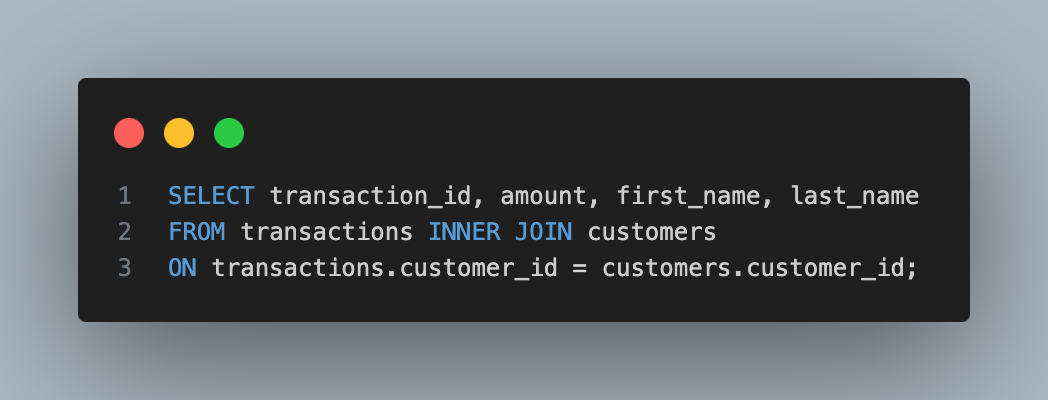 1 SELECT transaction_id, amount, first_name, last_name
2 FROM transactions INNER JOIN customers
3 ON transactions.customer_id = customers.customer_id;